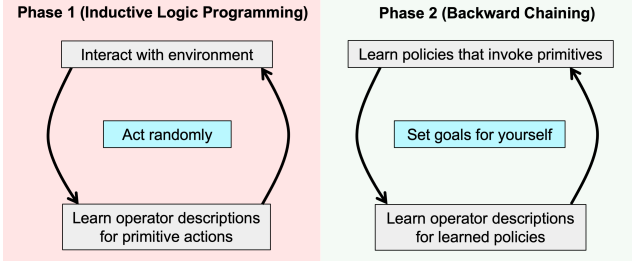 Phase 1 (Inductive Logic Programming)
Interact with environment
Act randomly
Learn operator descriptions
for primitive actions
Phase 2 (Backward Chaining)
Learn policies that invoke primitives
Set goals for yourself
Learn operator descriptions
for learned policies